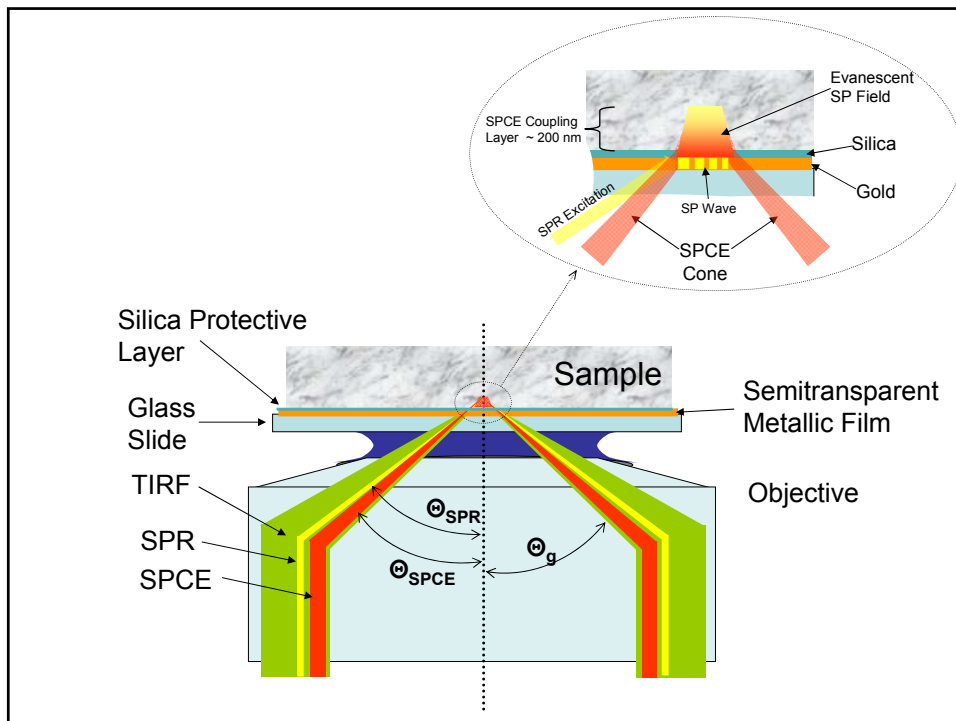 Evanescent
SP Field
SPCE Coupling
Layer ~ 200 nm
Silica
Gold
SP Wave
SPR Excitation
SPCE
Cone
Silica Protective
Layer
Sample
Semitransparent
Metallic Film
Glass
Slide
TIRF
Objective
ΘSPR
SPR
Θg
ΘSPCE
SPCE